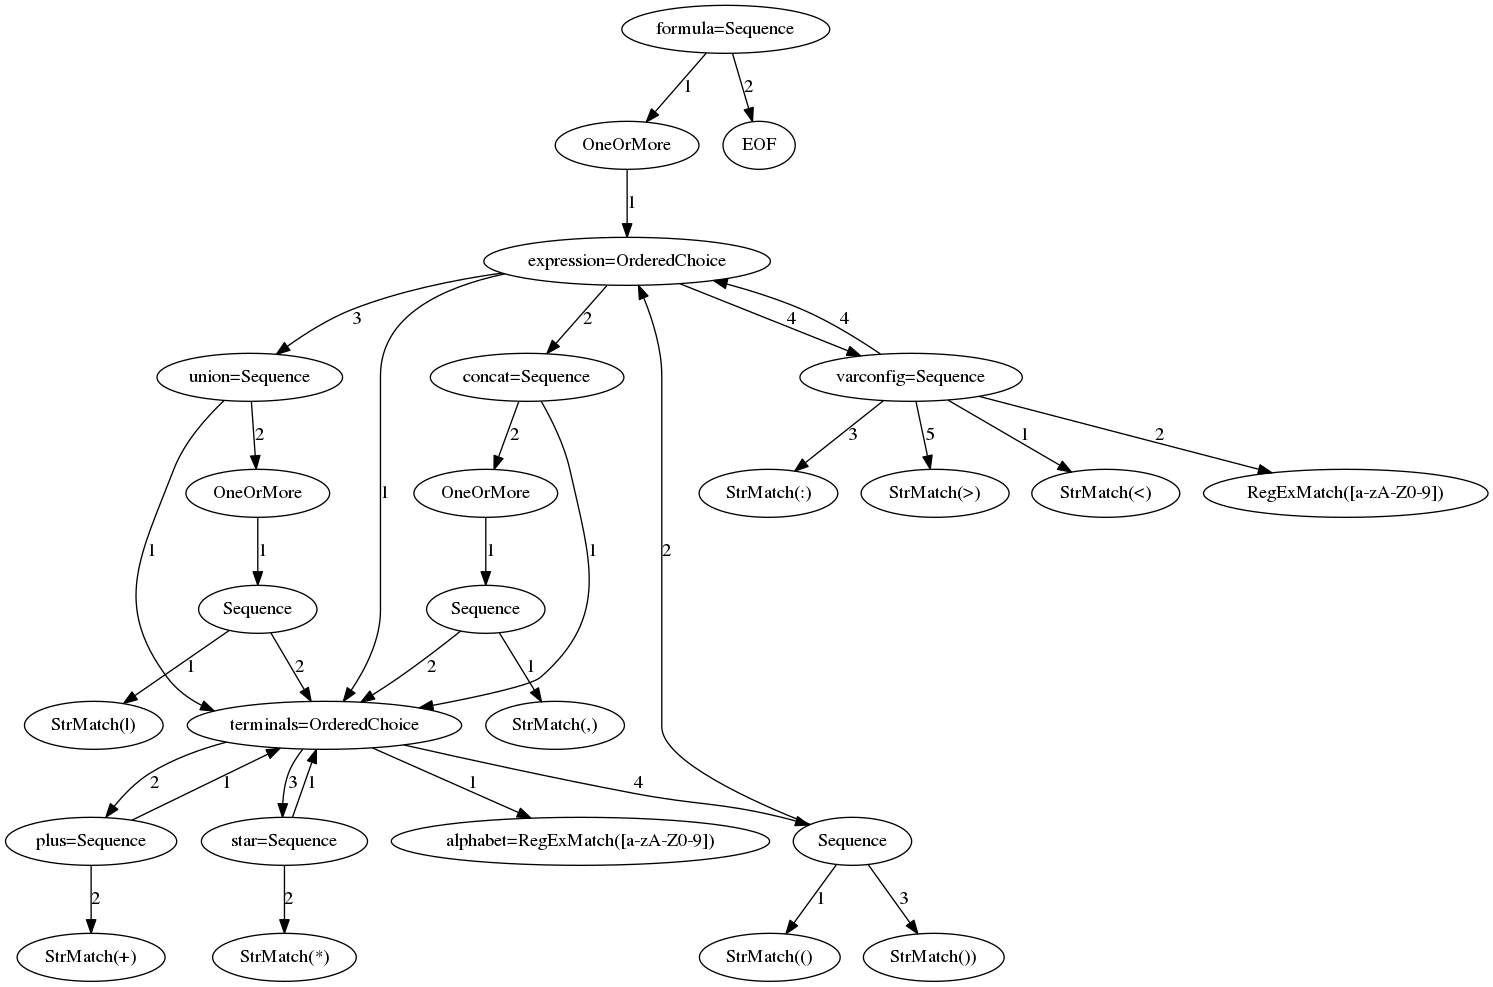 formula=Sequence
1
2
OneOrMore
EOF
1
expression=OrderedChoice
3
2
4
4
union=Sequence
concat=Sequence
varconfig=Sequence
2
2
3
5
1
2
OneOrMore
1
OneOrMore
StrMatch(:)
StrMatch(>)
StrMatch(<)
RegExMatch([a-zA-Z0-9])
1
1
1
1
2
Sequence
Sequence
1
2
2
1
StrMatch(|)
terminals=OrderedChoice
StrMatch(,)
2
1
3
1
1
4
plus=Sequence
star=Sequence
alphabet=RegExMatch([a-zA-Z0-9])
Sequence
2
2
1
3
StrMatch(+)
StrMatch(*)
StrMatch(()
StrMatch())